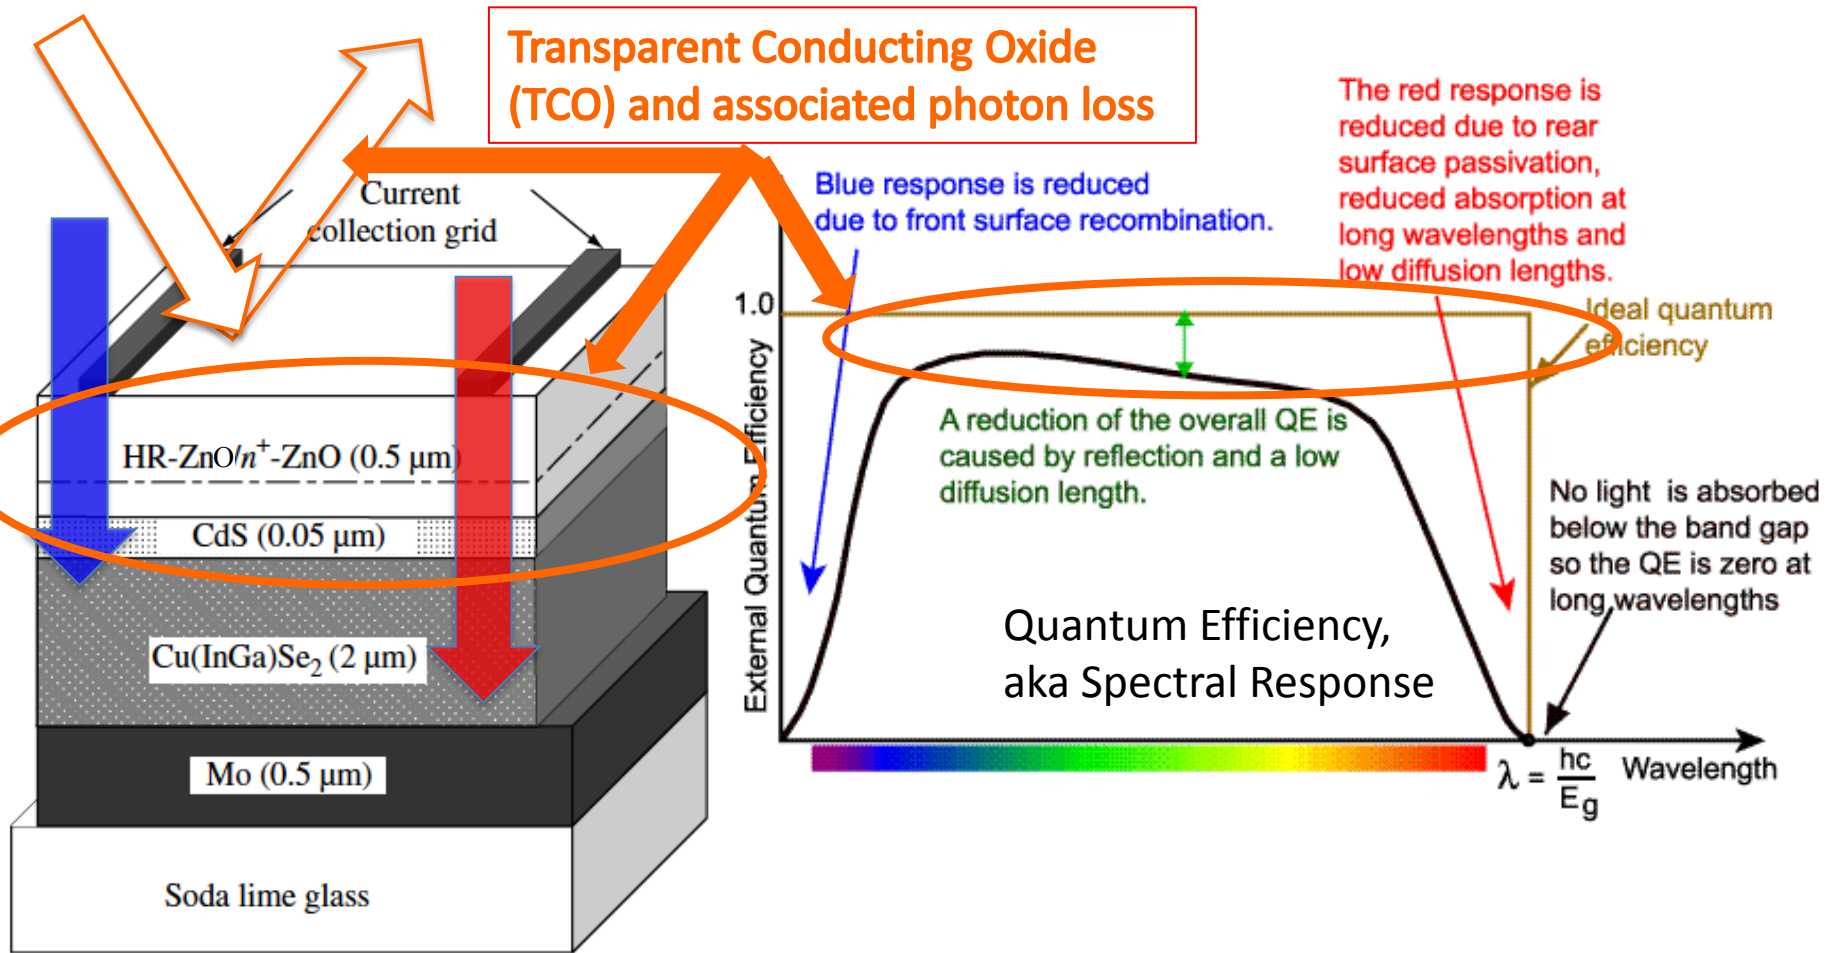 Transparent Conducting Oxide
(TCO) and associated photon loss
Current
collection grid
HR-ZnO/n⁺-ZnO (0.5 μm)
CdS (0.05 μm)
Cu(InGa)Se₂ (2 μm)
Mo (0.5 μm)
Soda lime glass
Blue response is reduced
due to front surface recombination.
The red response is
reduced due to rear
surface passivation,
reduced absorption at
long wavelengths and
low diffusion lengths.
1.0
Ideal quantum
efficiency
External Quantum Efficiency
A reduction of the overall QE is
caused by reflection and a low
diffusion length.
No light is absorbed
below the band gap
so the QE is zero at
long wavelengths
Quantum Efficiency,
aka Spectral Response
λ = hc/E_g
Wavelength